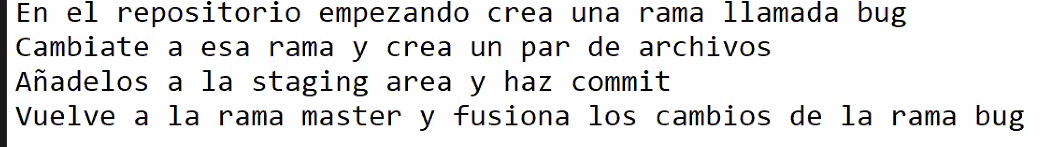 En el repositorio empezando crea una rama llamada bug
Cambiate a esa rama y crea un par de archivos
Añadelos a la staging area y haz commit
Vuelve a la rama master y fusiona los cambios de la rama bug